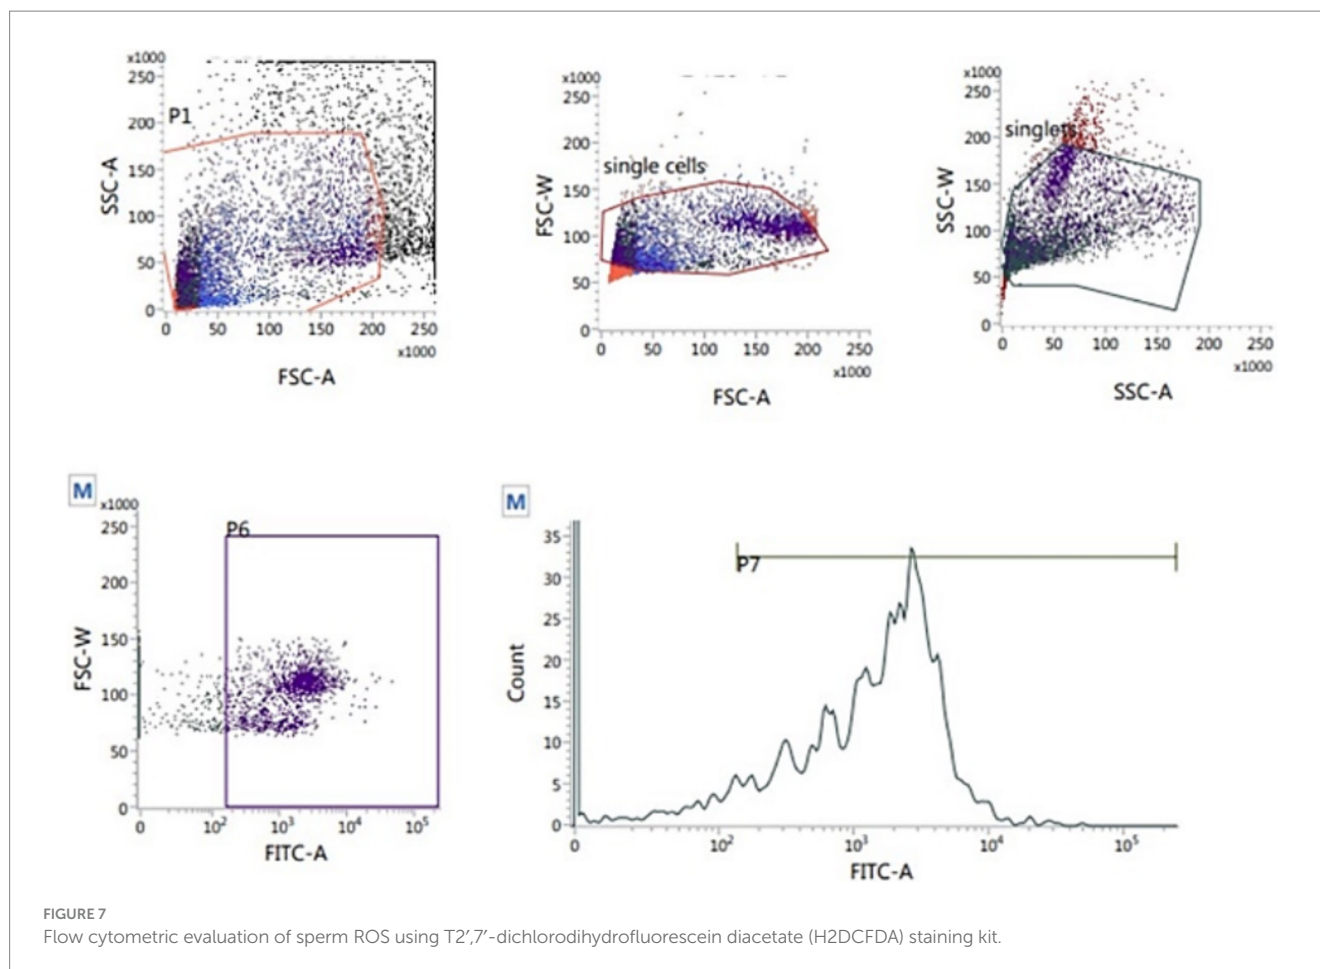 x1000
250
200
150
100
50
0
SSC-A
P1
0 50 100 150 200 250
x1000
FSC-A
x1000
250
200
150
100
50
0
FSC-W
single cells
0 50 100 150 200 250
x1000
FSC-A
x1000
250
200
150
100
50
0
SSC-W
singlets
0 50 100 150 200 250
x1000
SSC-A
M
x1000
250
200
150
100
50
0
FSC-W
P6
0 10² 10³ 10⁴ 10⁵
FITC-A
M
35
30
25
20
15
10
5
0
Count
P7
0 10² 10³ 10⁴ 10⁵
FITC-A
FIGURE 7
Flow cytometric evaluation of sperm ROS using T2′,7′-dichlorodihydrofluorescein diacetate (H2DCFDA) staining kit.